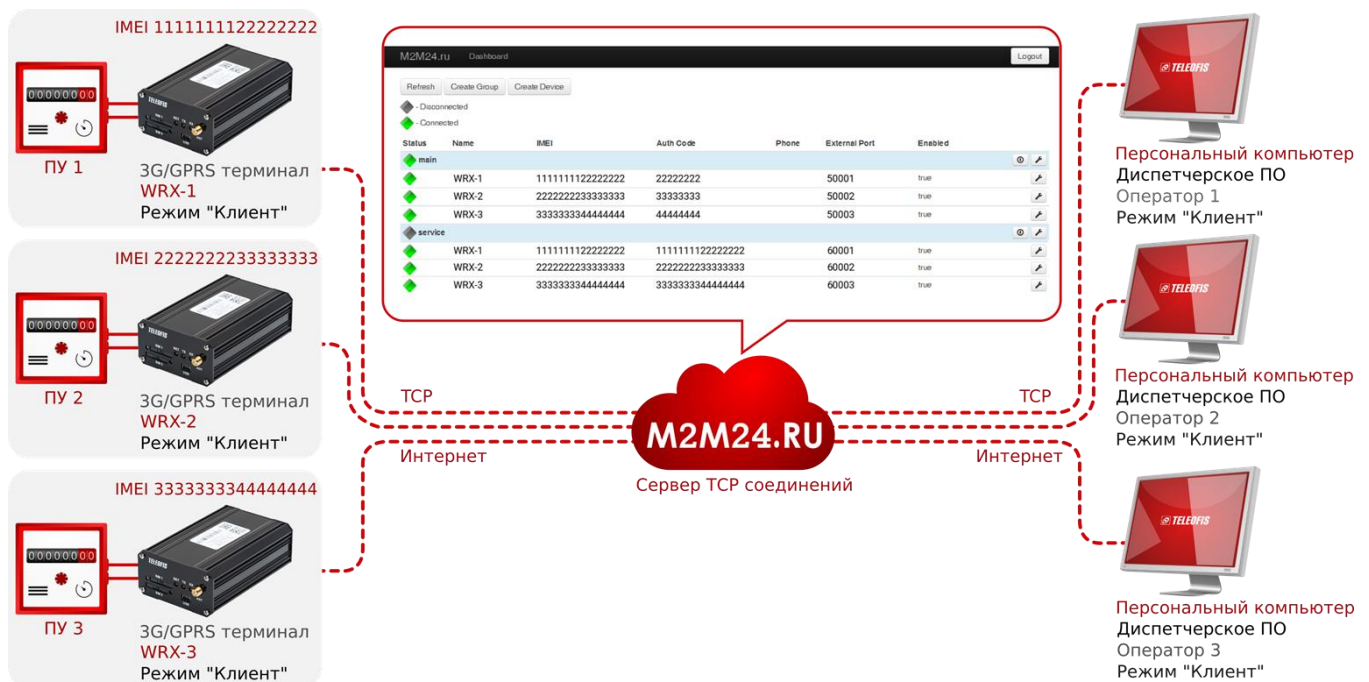 IMEI 1111111122222222
TELEOFIS
00000000
ПУ 1
3G/GPRS терминал
WRX-1
Режим "Клиент"
IMEI 2222222233333333
TELEOFIS
00000000
ПУ 2
3G/GPRS терминал
WRX-2
Режим "Клиент"
IMEI 3333333344444444
TELEOFIS
00000000
ПУ 3
3G/GPRS терминал
WRX-3
Режим "Клиент"
M2M24.ru Dashboard Logout
Refresh Create Group Create Device
- Disconnected
- Connected
Status Name IMEI Auth Code Phone External Port Enabled
main
WRX-1 1111111122222222 22222222 50001 true
WRX-2 2222222233333333 33333333 50002 true
WRX-3 3333333344444444 44444444 50003 true
service
WRX-1 1111111122222222 1111111122222222 60001 true
WRX-2 2222222233333333 2222222233333333 60002 true
WRX-3 3333333344444444 3333333344444444 60003 true
TCP
Интернет
M2M24.RU
Сервер TCP соединений
TCP
Интернет
TELEOFIS
Персональный компьютер
Диспетчерское ПО
Оператор 1
Режим "Клиент"
TELEOFIS
Персональный компьютер
Диспетчерское ПО
Оператор 2
Режим "Клиент"
TELEOFIS
Персональный компьютер
Диспетчерское ПО
Оператор 3
Режим "Клиент"